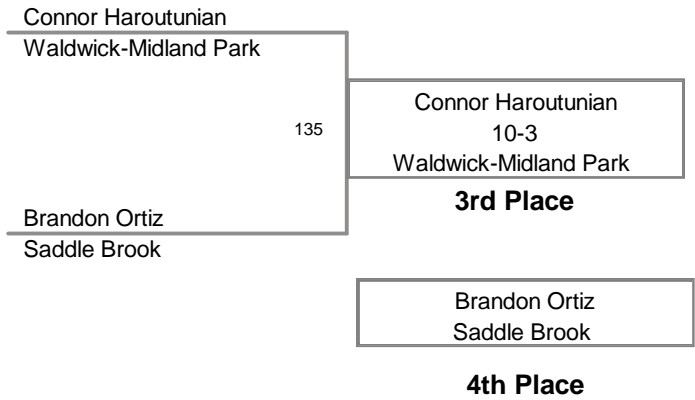 Connor Haroutunian
Waldwick-Midland Park
135
Connor Haroutunian
10-3
Waldwick-Midland Park
3rd Place
Brandon Ortiz
Saddle Brook
Brandon Ortiz
Saddle Brook
4th Place